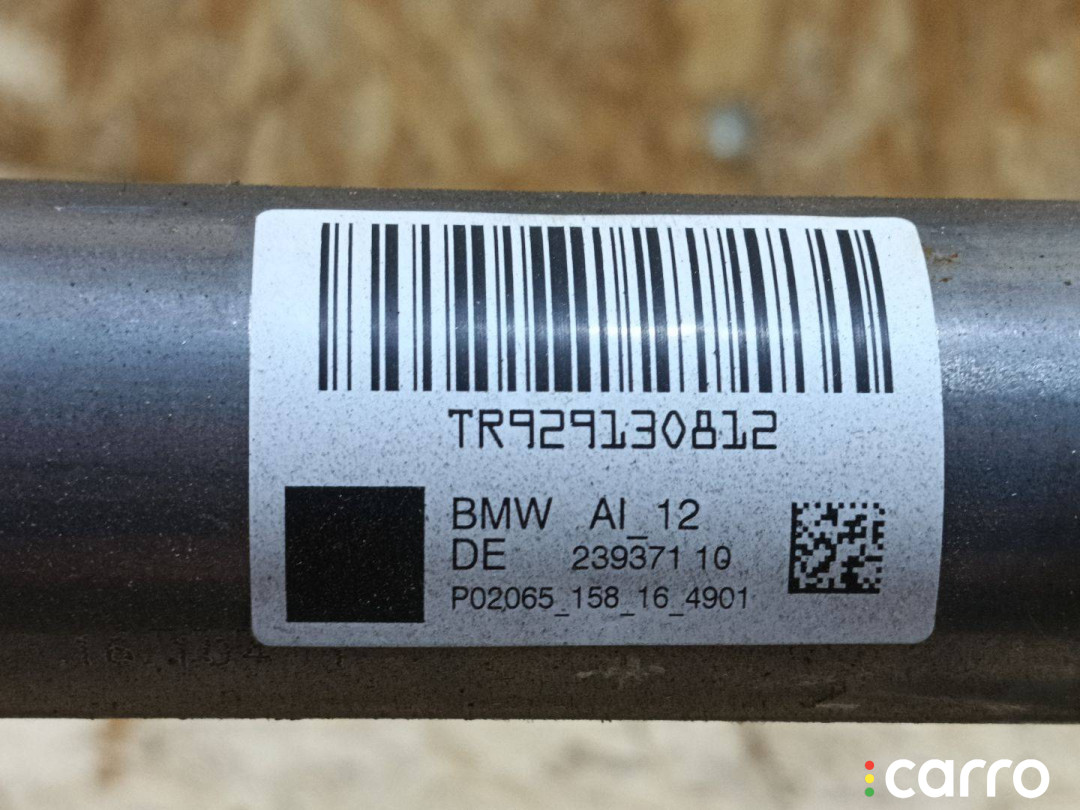 TR929130812
BMW AI_12
DE 239371 10
P02065_158_16_4901
carro